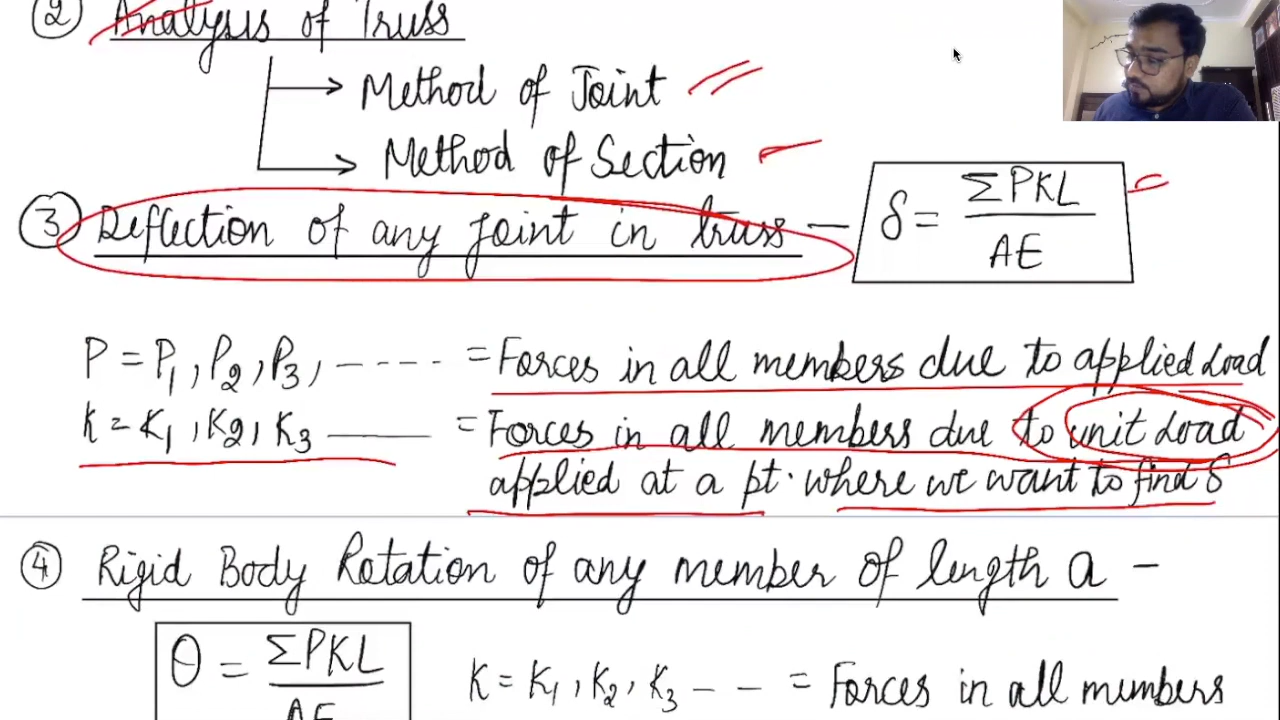 ② Analysis of Truss
→ Method of Joint
→ Method of Section
③ Deflection of any joint in truss — δ = ΣPKL / AE
P = P₁, P₂, P₃, ----- = Forces in all members due to applied Load
K = K₁, K₂, K₃ ——— = Forces in all members due to unit Load
applied at a pt. where we want to find δ
④ Rigid Body Rotation of any member of length a –
θ = ΣPKL / AE
K = K₁, K₂, K₃ - - = Forces in all members